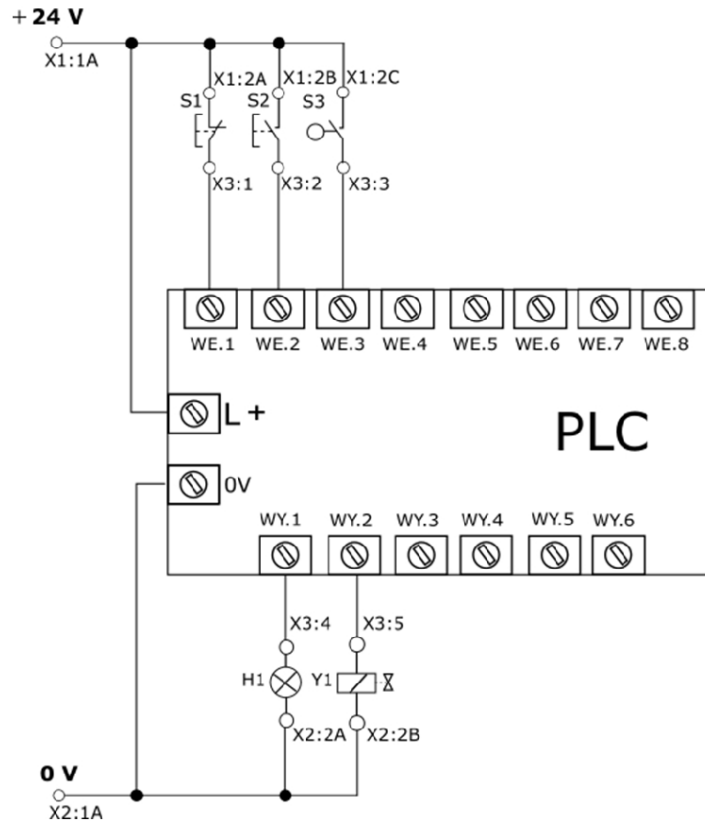 + 24 V
X1:1A
X1:2A
X1:2B
X1:2C
S1
S2
S3
X3:1
X3:2
X3:3
WE.1
WE.2
WE.3
WE.4
WE.5
WE.6
WE.7
WE.8
L +
PLC
0V
WY.1
WY.2
WY.3
WY.4
WY.5
WY.6
X3:4
X3:5
H1
Y1
X2:2A
X2:2B
0 V
X2:1A